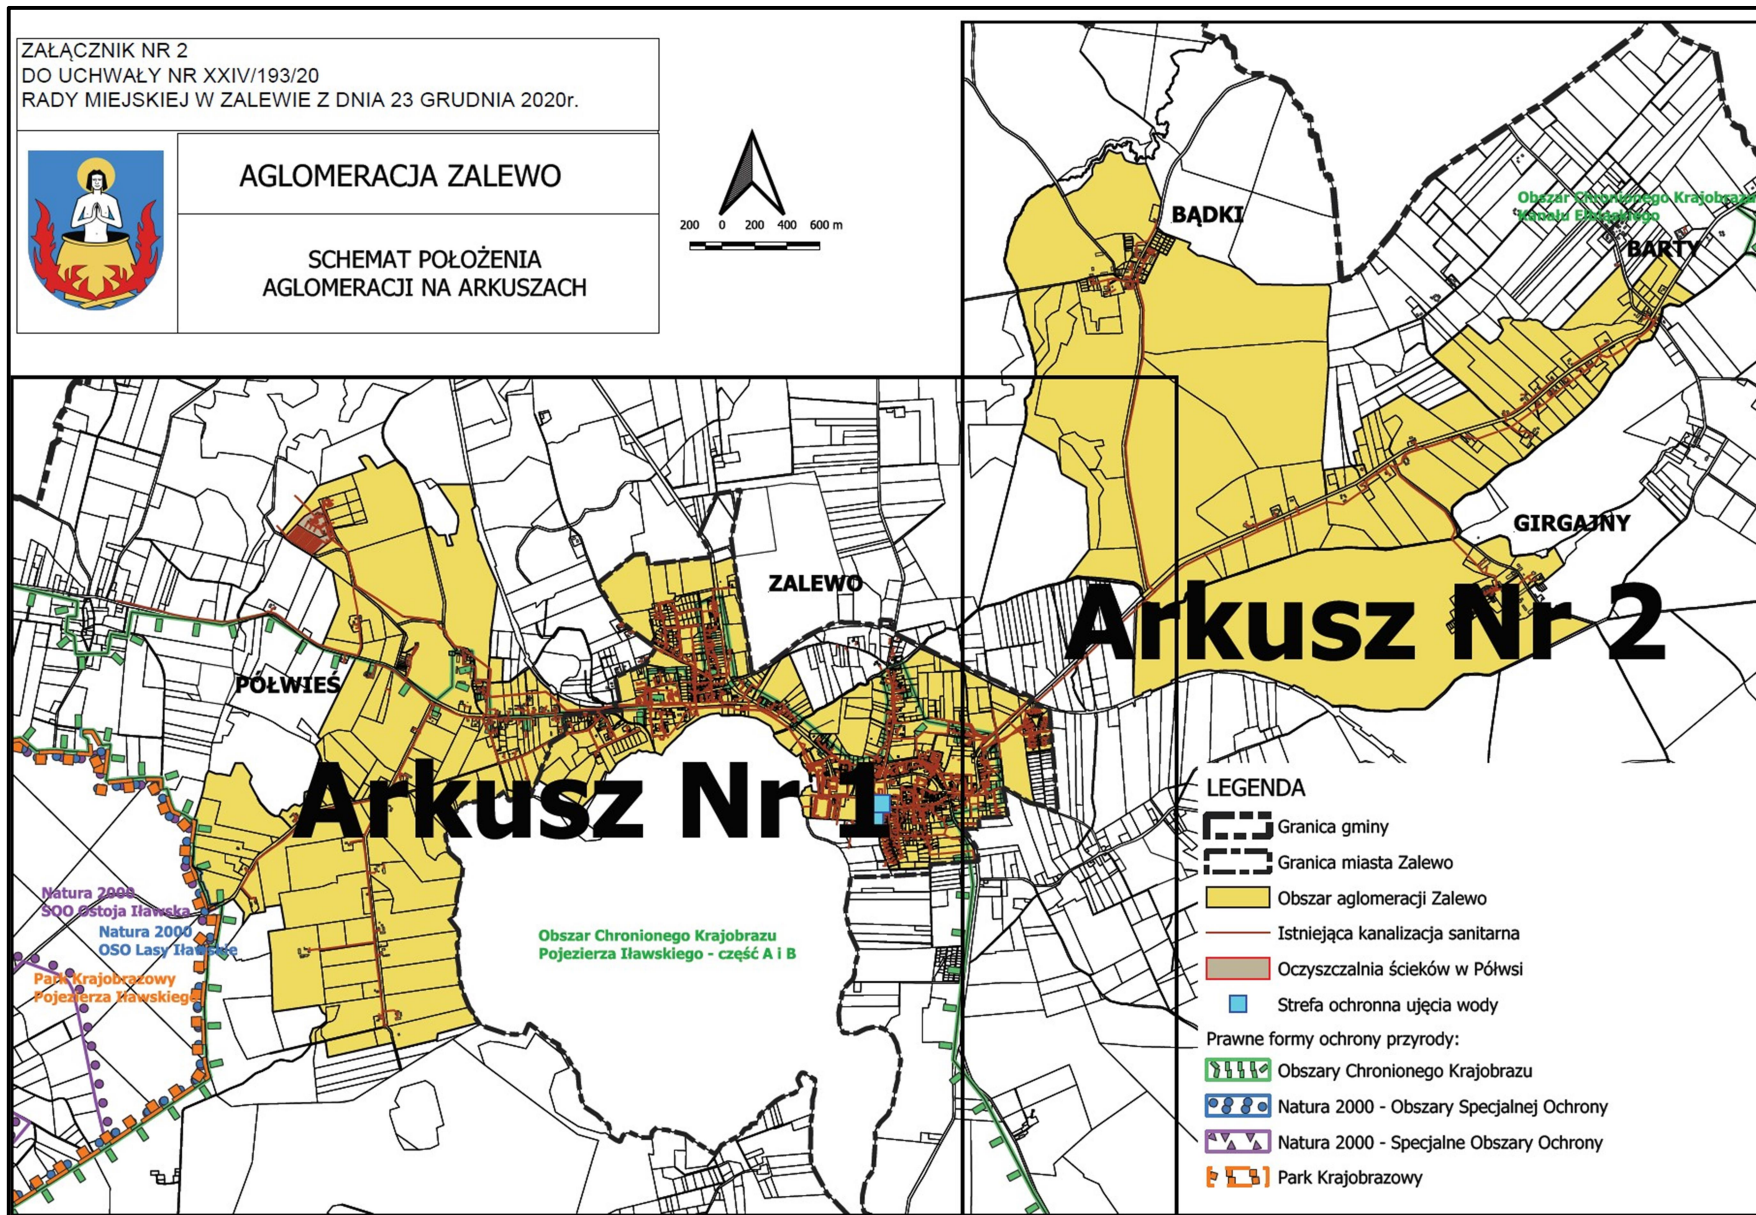 ZAŁĄCZNIK NR 2
DO UCHWAŁY NR XXIV/193/20
RADY MIEJSKIEJ W ZALEWIE Z DNIA 23 GRUDNIA 2020r.
AGLOMERACJA ZALEWO
SCHEMAT POŁOŻENIA
AGLOMERACJI NA ARKUSZACH
200 0 200 400 600 m
BĄDKI
Obszar Chronionego Krajobrazu
Kanału Elbląskiego
BARTY
GIRGAJNY
ZALEWO
Arkusz Nr 2
PÓŁWIEŚ
Arkusz Nr 1
Natura 2000
SOO Ostoja Iławska
Natura 2000
OSO Lasy Iławskie
Park Krajobrazowy
Pojezierza Iławskiego
Obszar Chronionego Krajobrazu
Pojezierza Iławskiego - część A i B
LEGENDA
Granica gminy
Granica miasta Zalewo
Obszar aglomeracji Zalewo
Istniejąca kanalizacja sanitarna
Oczyszczalnia ścieków w Półwsi
Strefa ochronna ujęcia wody
Prawne formy ochrony przyrody:
Obszary Chronionego Krajobrazu
Natura 2000 - Obszary Specjalnej Ochrony
Natura 2000 - Specjalne Obszary Ochrony
Park Krajobrazowy